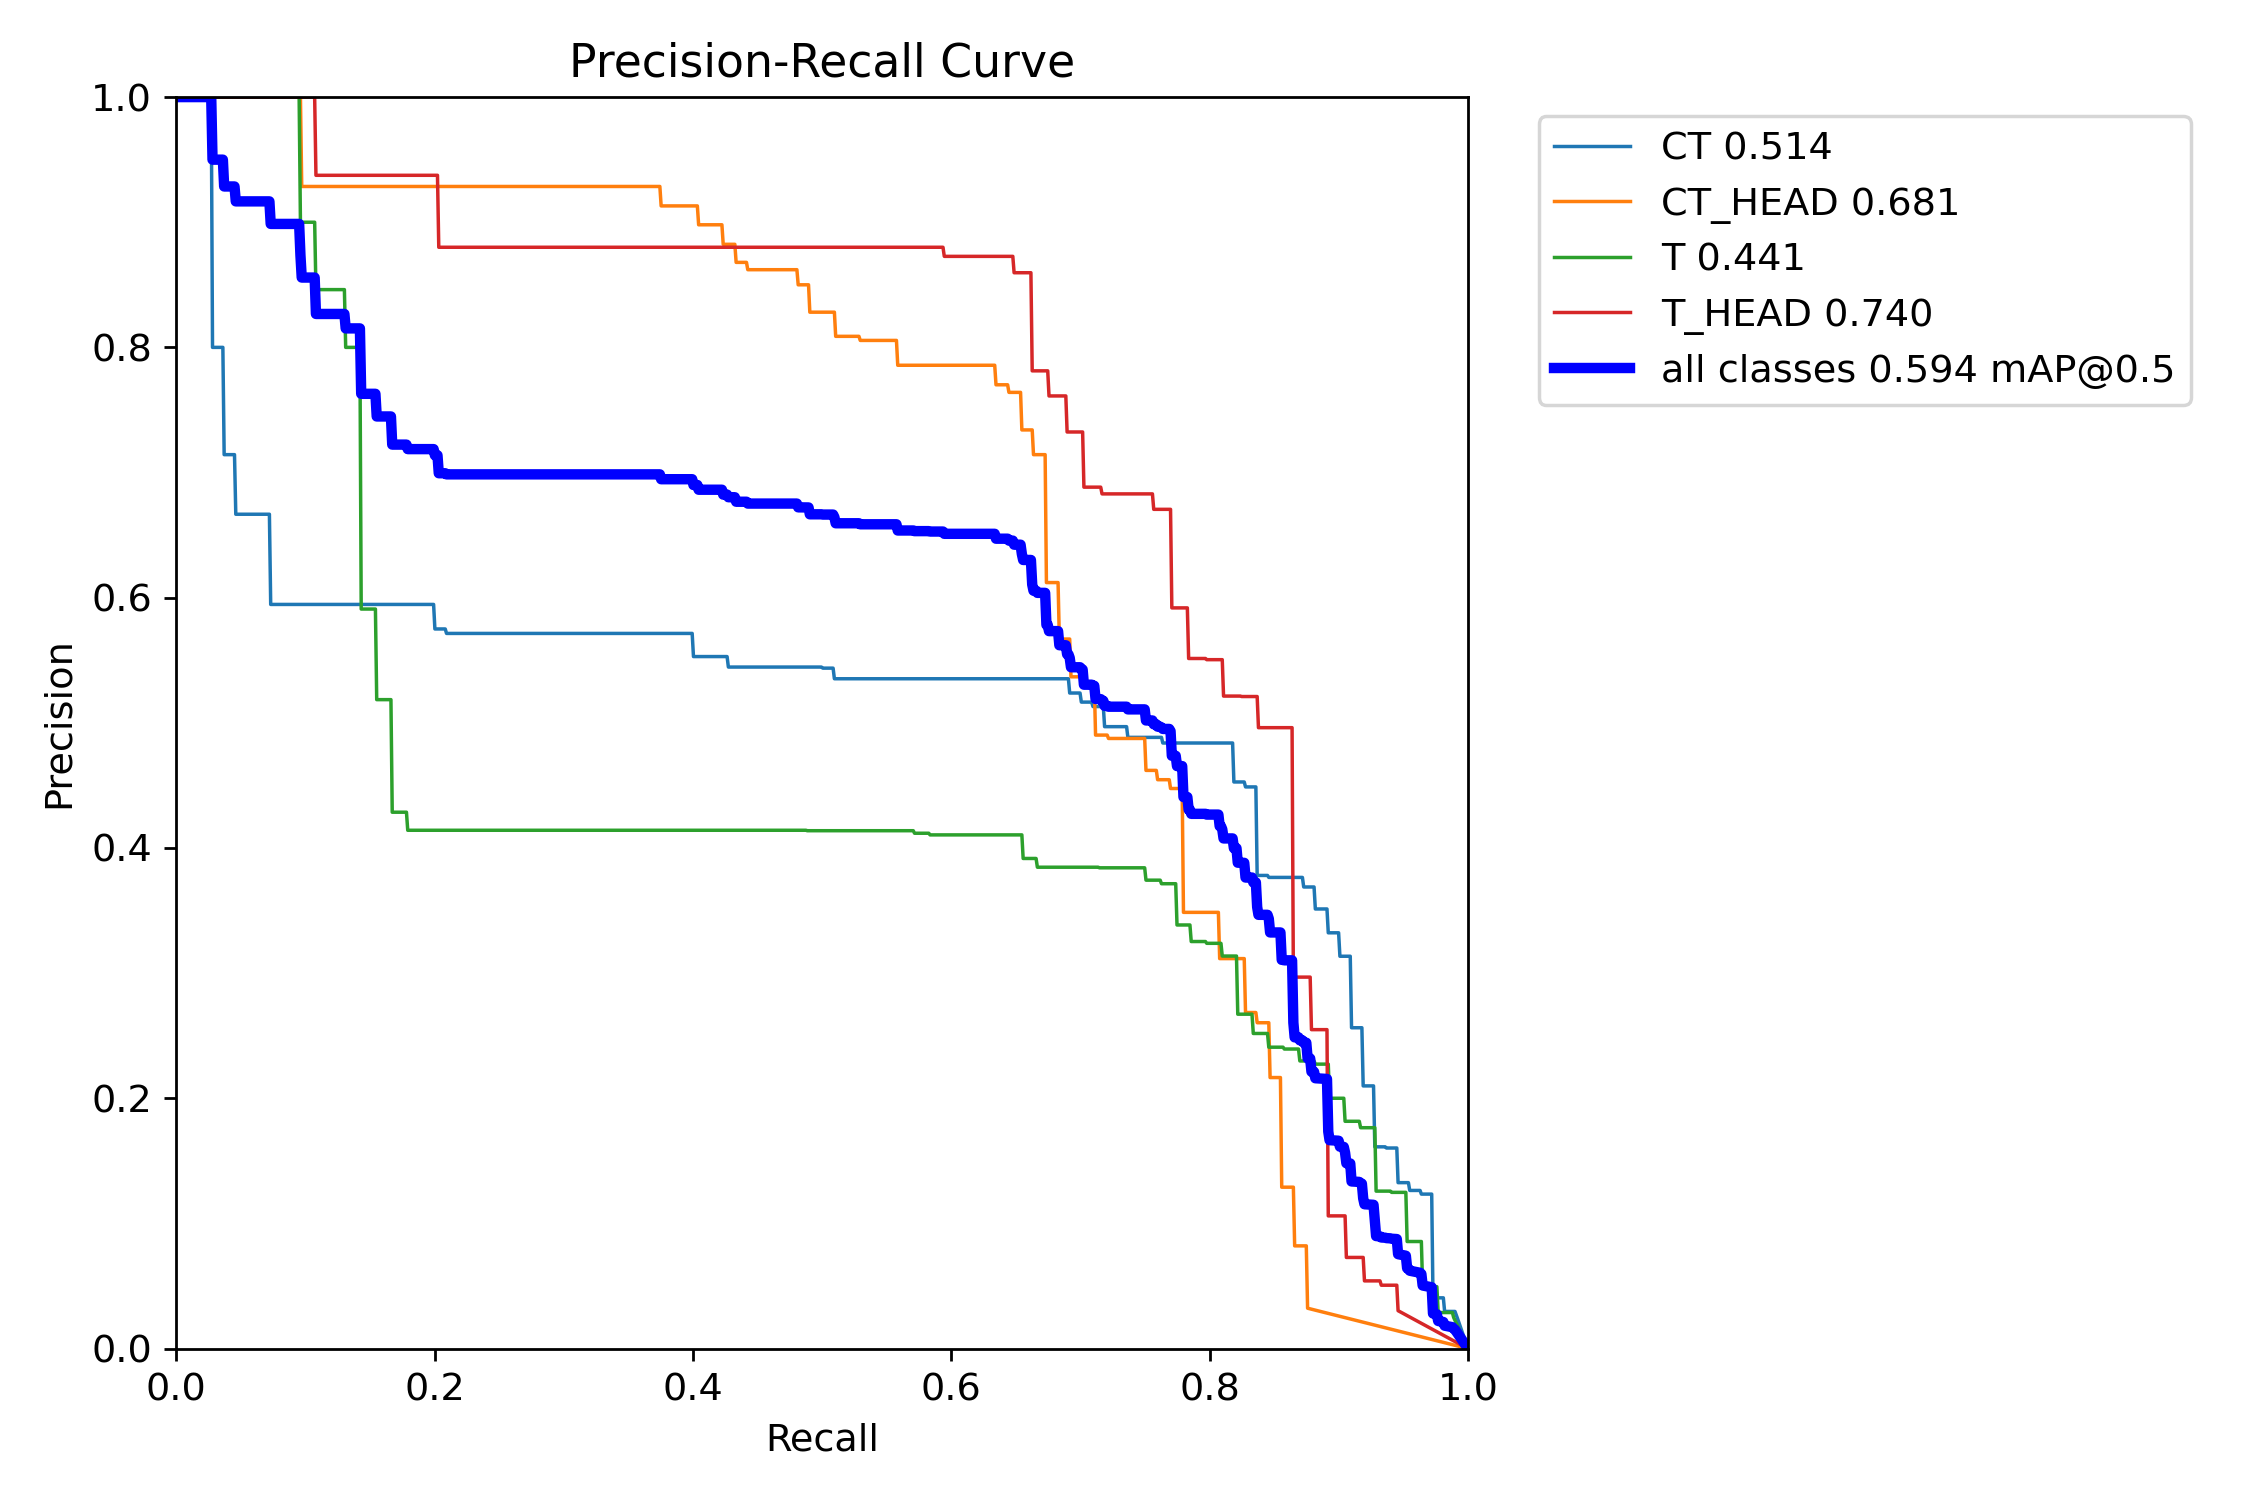 Precision-Recall Curve
1.0
0.8
0.6
0.4
0.2
0.0
Precision
0.0 0.2 0.4 0.6 0.8 1.0
Recall
CT 0.514
CT_HEAD 0.681
T 0.441
T_HEAD 0.740
all classes 0.594 mAP@0.5